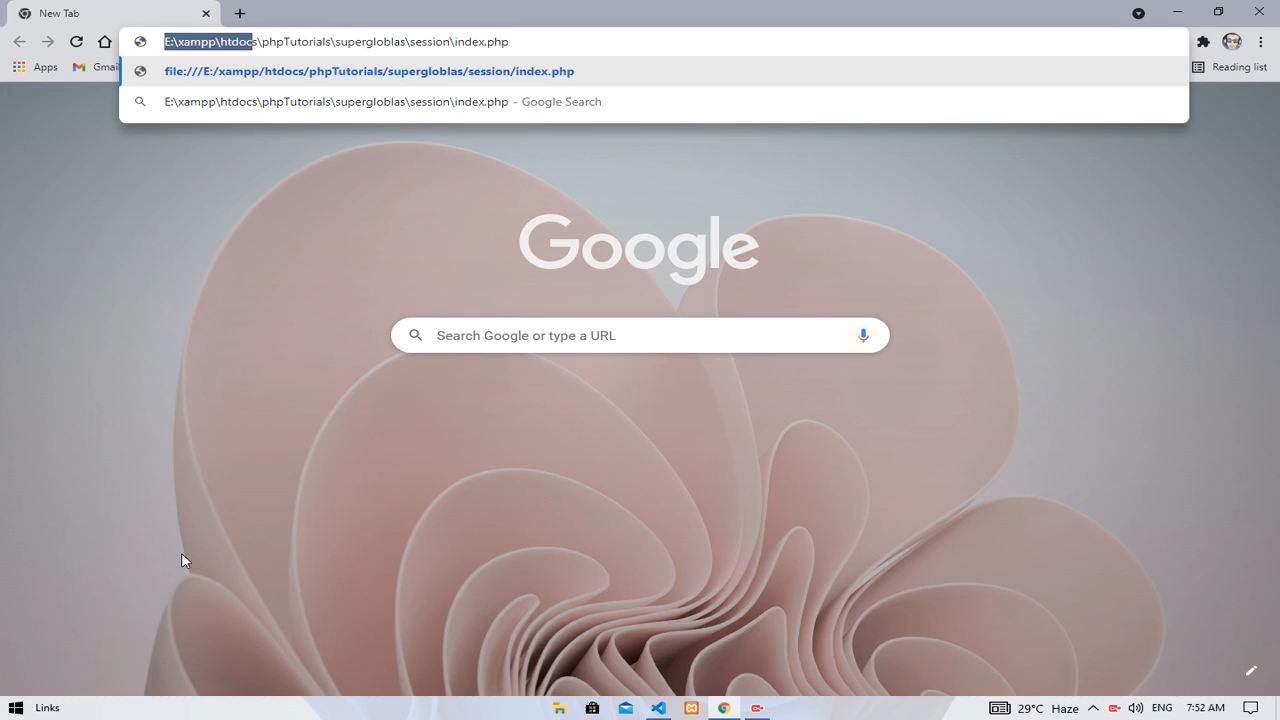 New Tab
E:\xampp\htdocs\phpTutorials\supergloblas\session\index.php
file:///E:/xampp/htdocs/phpTutorials/supergloblas/session/index.php
E:\xampp\htdocs\phpTutorials\supergloblas\session\index.php - Google Search
Apps
Gmai
Reading list
Google
Search Google or type a URL
Links
29°C Haze
ENG
7:52 AM